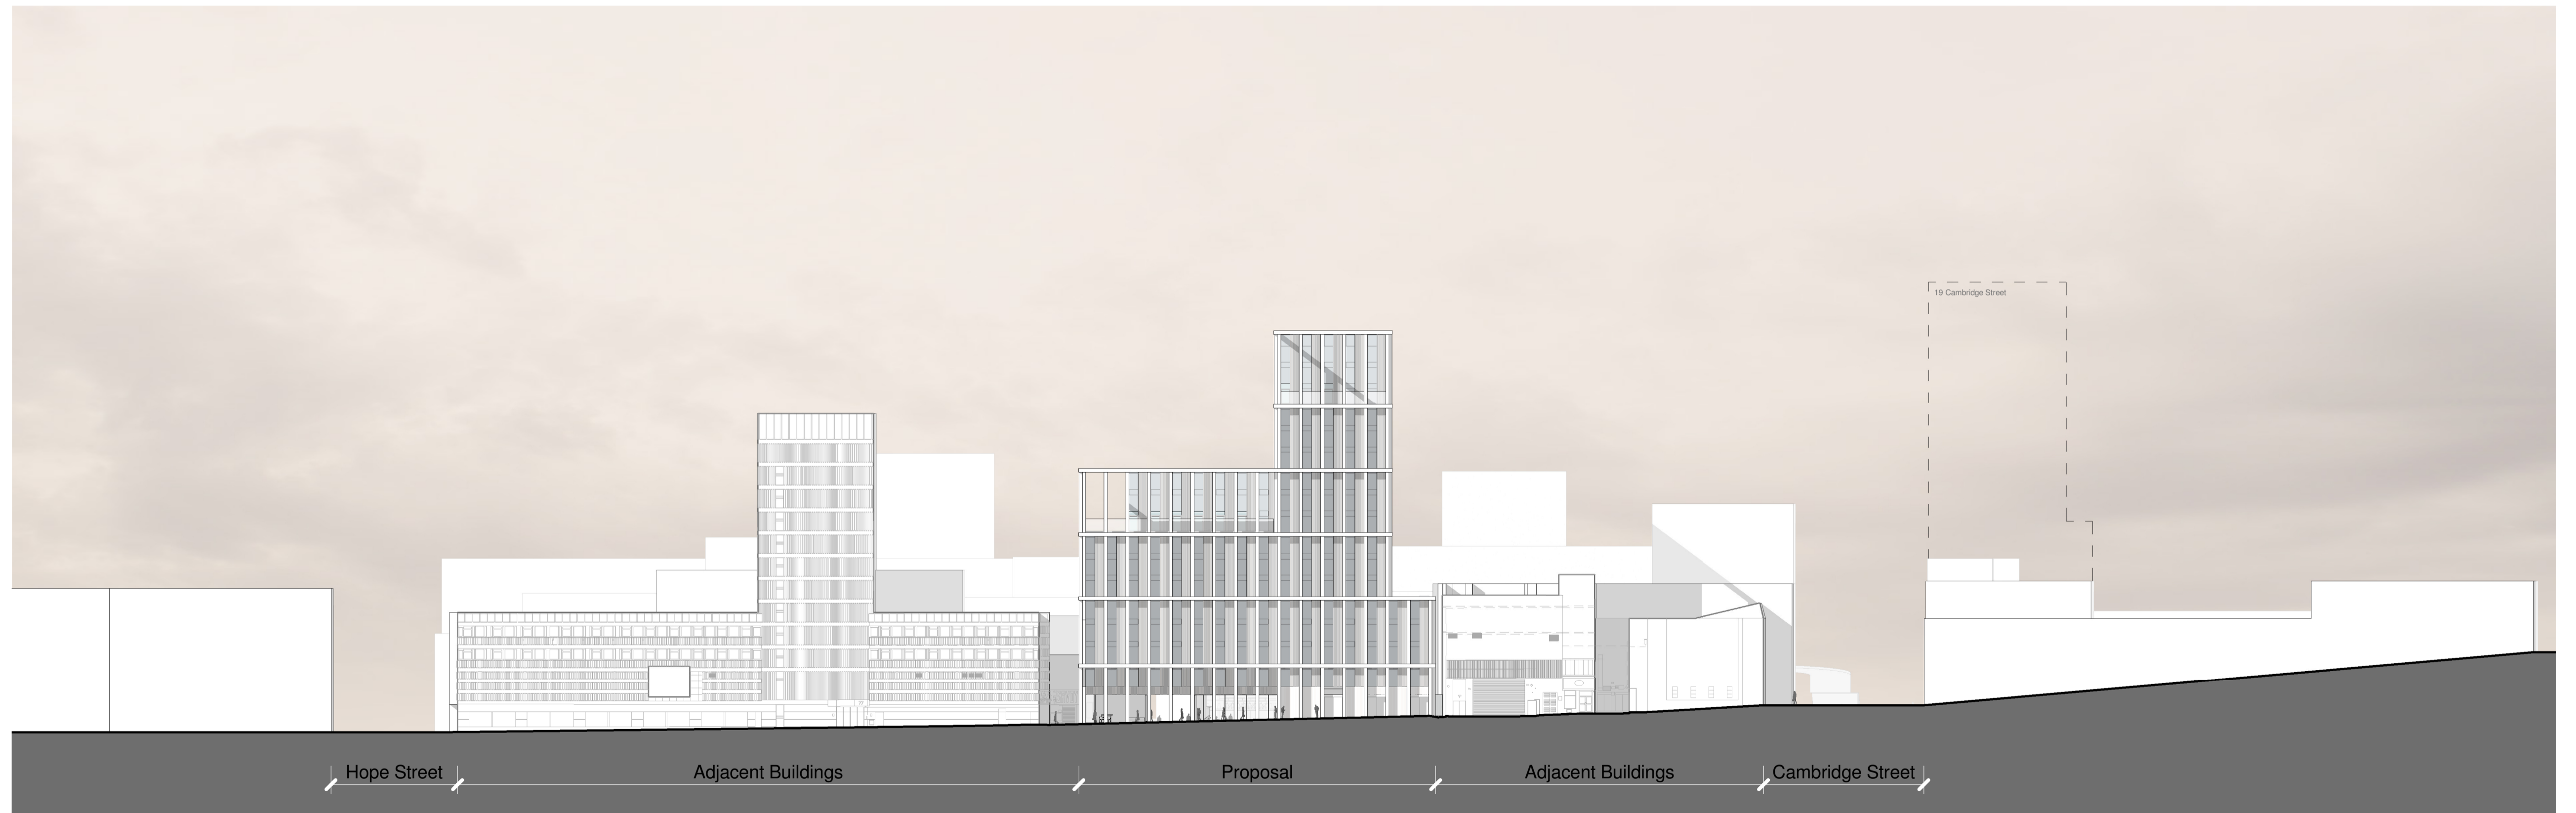 19 Cambridge Street
Hope Street
Adjacent Buildings
Proposal
Adjacent Buildings
Cambridge Street